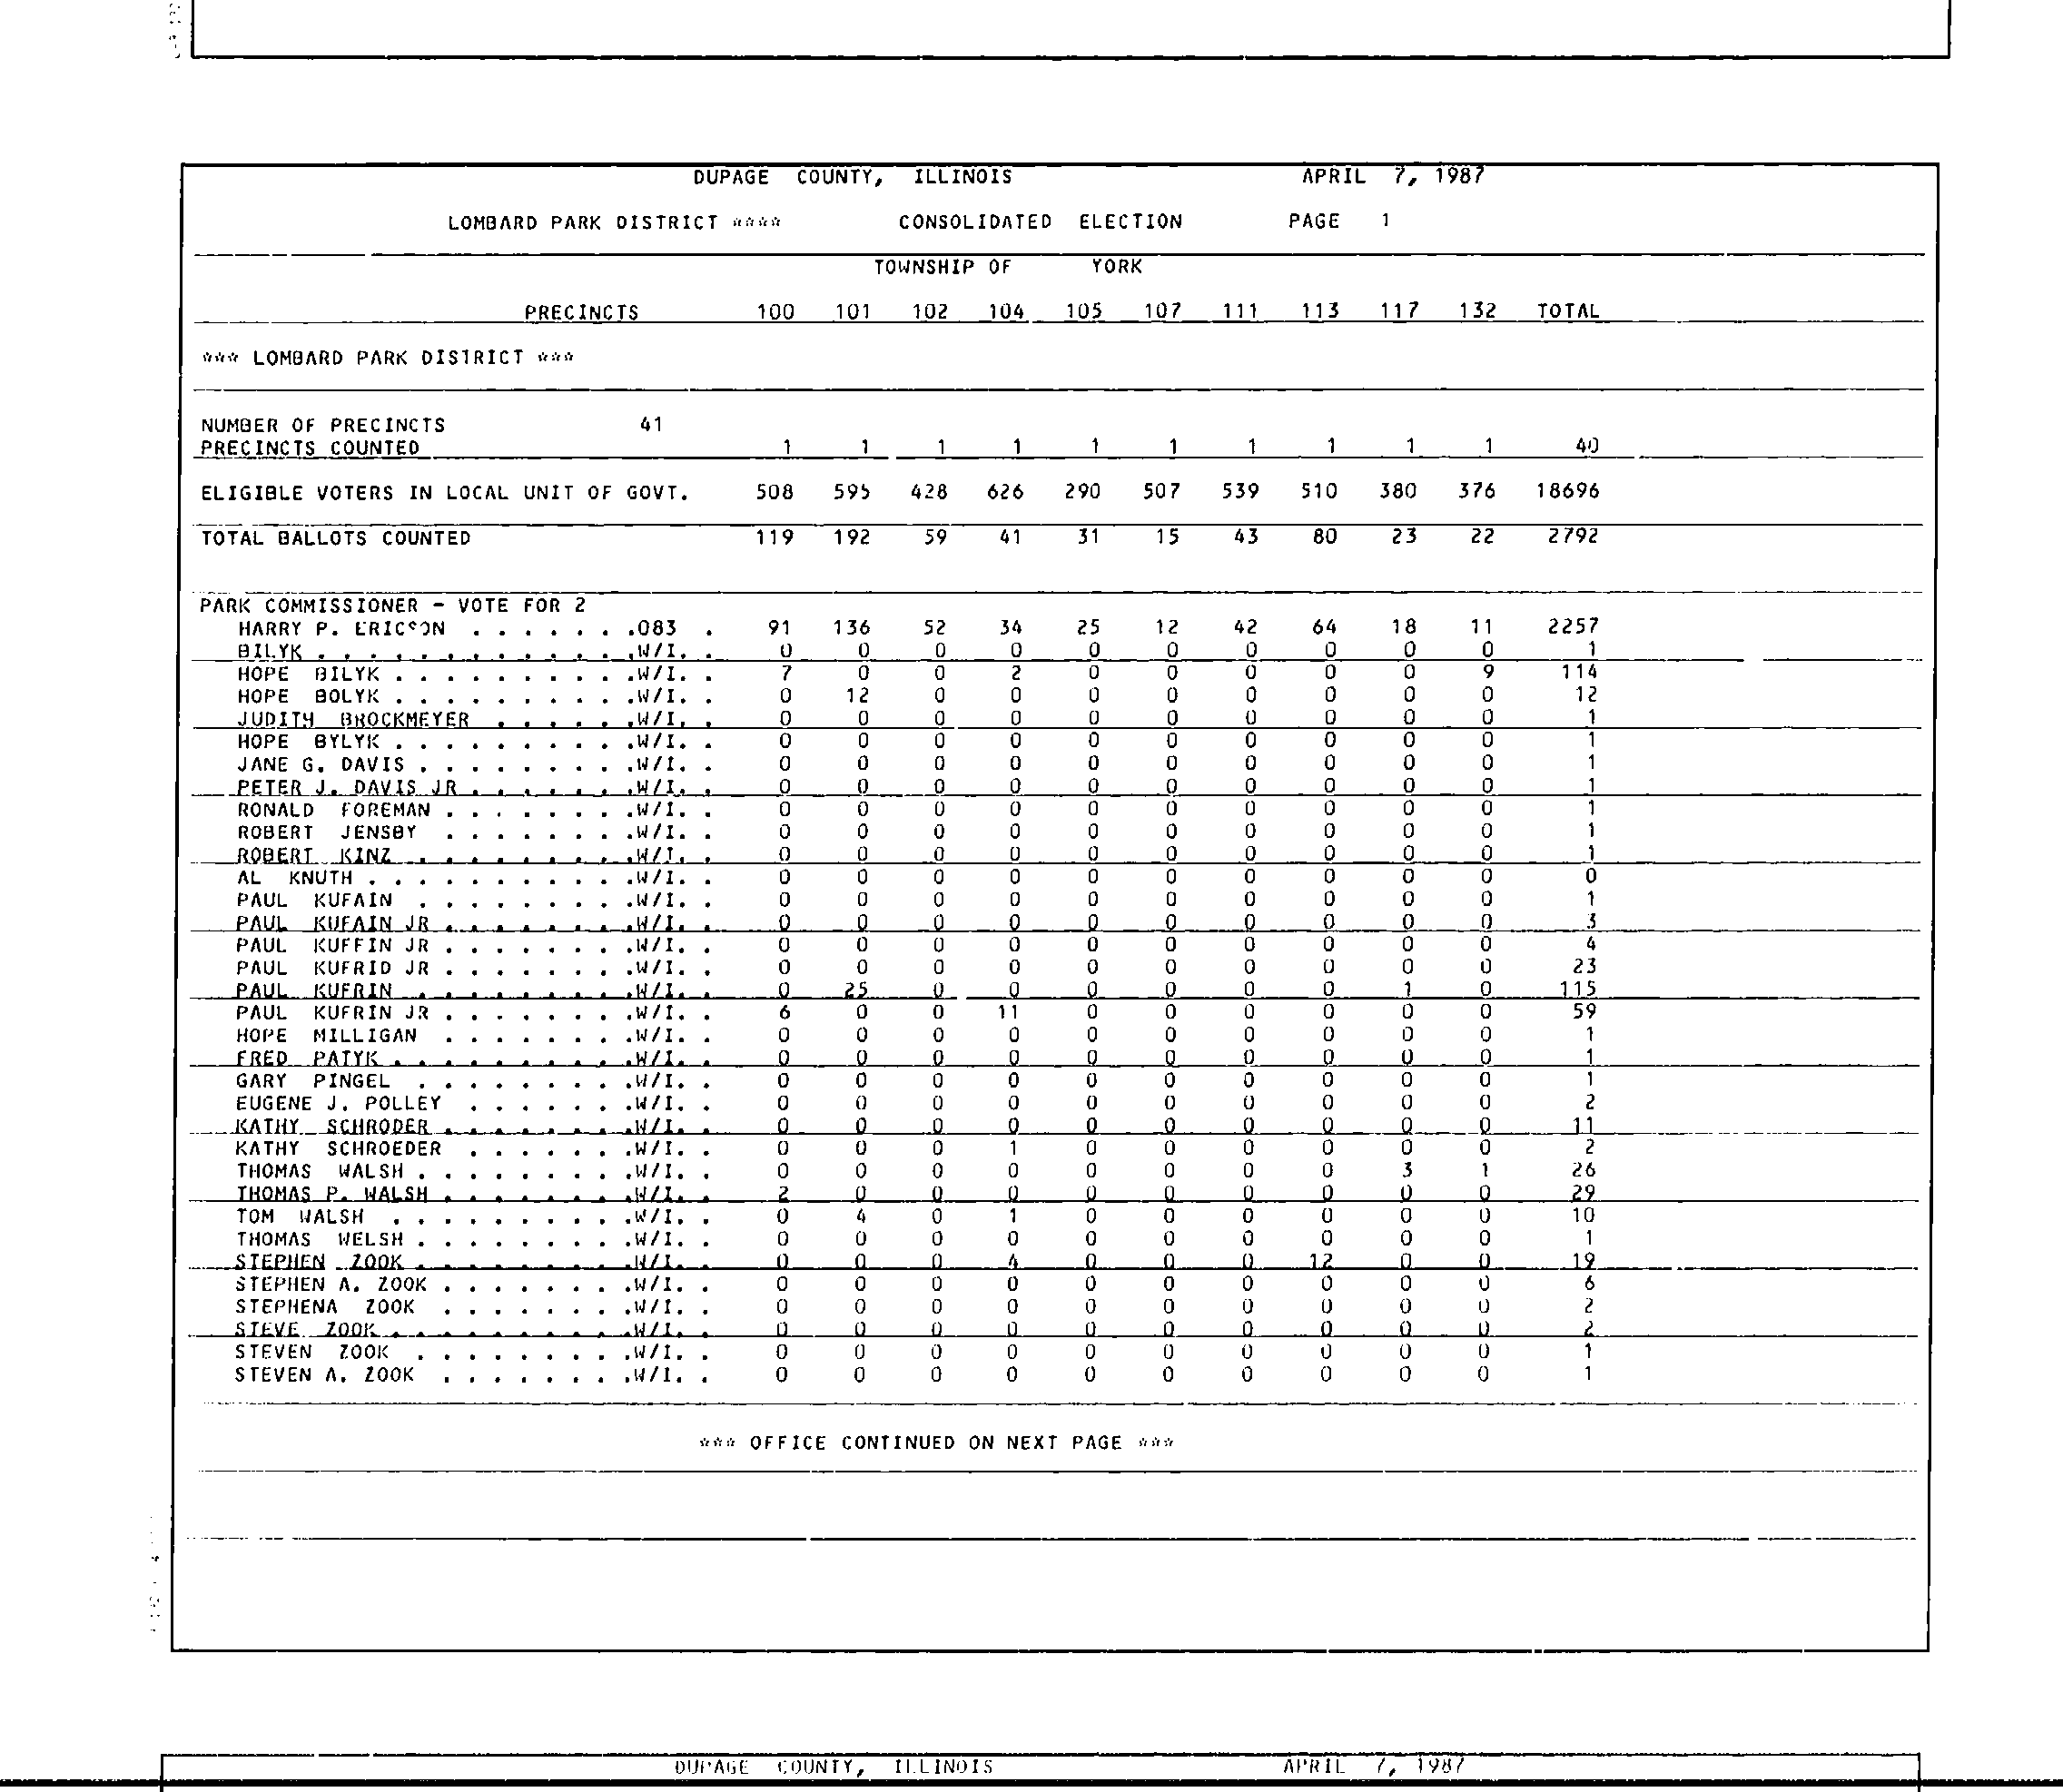 DUPAGE COUNTY, ILLINOIS APRIL 7, 1987
LOMBARD PARK DISTRICT **** CONSOLIDATED ELECTION PAGE 1
TOWNSHIP OF YORK
PRECINCTS 100 101 102 104 105 107 111 113 117 132 TOTAL
*** LOMBARD PARK DISTRICT ***
NUMBER OF PRECINCTS 41
PRECINCTS COUNTED 1 1 1 1 1 1 1 1 1 1 40
ELIGIBLE VOTERS IN LOCAL UNIT OF GOVT. 508 595 428 626 290 507 539 510 380 376 18696
TOTAL BALLOTS COUNTED 119 192 59 41 31 15 43 80 23 22 2792
PARK COMMISSIONER - VOTE FOR 2
HARRY P. ERICSON . . . . . . .083 . 91 136 52 34 25 12 42 64 18 11 2257
BILYK . . . . . . . . . . . . .W/I. . 0 0 0 0 0 0 0 0 0 0 1
HOPE BILYK . . . . . . . . . .W/I. . 7 0 0 2 0 0 0 0 0 9 114
HOPE BOLYK . . . . . . . . . .W/I. . 0 12 0 0 0 0 0 0 0 0 12
JUDITH BROCKMEYER . . . . . .W/I. . 0 0 0 0 0 0 0 0 0 0 1
HOPE BYLYK . . . . . . . . . .W/I. . 0 0 0 0 0 0 0 0 0 0 1
JANE G. DAVIS . . . . . . . . .W/I. . 0 0 0 0 0 0 0 0 0 0 1
PETER J. DAVIS JR . . . . . . .W/I. . 0 0 0 0 0 0 0 0 0 0 1
RONALD FOREMAN . . . . . . . .W/I. . 0 0 0 0 0 0 0 0 0 0 1
ROBERT JENSBY . . . . . . . .W/I. . 0 0 0 0 0 0 0 0 0 0 1
ROBERT KINZ . . . . . . . . .W/I. . 0 0 0 0 0 0 0 0 0 0 1
AL KNUTH . . . . . . . . . . .W/I. . 0 0 0 0 0 0 0 0 0 0 0
PAUL KUFAIN . . . . . . . . .W/I. . 0 0 0 0 0 0 0 0 0 0 1
PAUL KUFAIN JR . . . . . . . .W/I. . 0 0 0 0 0 0 0 0 0 0 3
PAUL KUFFIN JR . . . . . . . .W/I. . 0 0 0 0 0 0 0 0 0 0 4
PAUL KUFRID JR . . . . . . . .W/I. . 0 0 0 0 0 0 0 0 0 0 23
PAUL KUFRIN . . . . . . . . .W/I. . 0 25 0 0 0 0 0 0 1 0 115
PAUL KUFRIN JR . . . . . . . .W/I. . 6 0 0 11 0 0 0 0 0 0 59
HOPE MILLIGAN . . . . . . . .W/I. . 0 0 0 0 0 0 0 0 0 0 1
FRED PATYK . . . . . . . . . .W/I. . 0 0 0 0 0 0 0 0 0 0 1
GARY PINGEL . . . . . . . . .W/I. . 0 0 0 0 0 0 0 0 0 0 1
EUGENE J. POLLEY . . . . . . .W/I. . 0 0 0 0 0 0 0 0 0 0 2
KATHY SCHRODER . . . . . . . .W/I. . 0 0 0 0 0 0 0 0 0 0 11
KATHY SCHROEDER . . . . . . .W/I. . 0 0 0 1 0 0 0 0 0 0 2
THOMAS WALSH . . . . . . . . .W/I. . 0 0 0 0 0 0 0 0 3 1 26
THOMAS P. WALSH . . . . . . . .W/I. . 2 0 0 0 0 0 0 0 0 0 29
TOM WALSH . . . . . . . . . .W/I. . 0 4 0 1 0 0 0 0 0 0 10
THOMAS WELSH . . . . . . . . .W/I. . 0 0 0 0 0 0 0 0 0 0 1
STEPHEN ZOOK . . . . . . . . .W/I. . 0 0 0 4 0 0 0 12 0 0 19
STEPHEN A. ZOOK . . . . . . . .W/I. . 0 0 0 0 0 0 0 0 0 0 6
STEPHENA ZOOK . . . . . . . .W/I. . 0 0 0 0 0 0 0 0 0 0 2
STEVE ZOOK . . . . . . . . . .W/I. . 0 0 0 0 0 0 0 0 0 0 2
STEVEN ZOOK . . . . . . . . .W/I. . 0 0 0 0 0 0 0 0 0 0 1
STEVEN A. ZOOK . . . . . . . .W/I. . 0 0 0 0 0 0 0 0 0 0 1
*** OFFICE CONTINUED ON NEXT PAGE ***
DUPAGE COUNTY, ILLINOIS APRIL 7, 1987